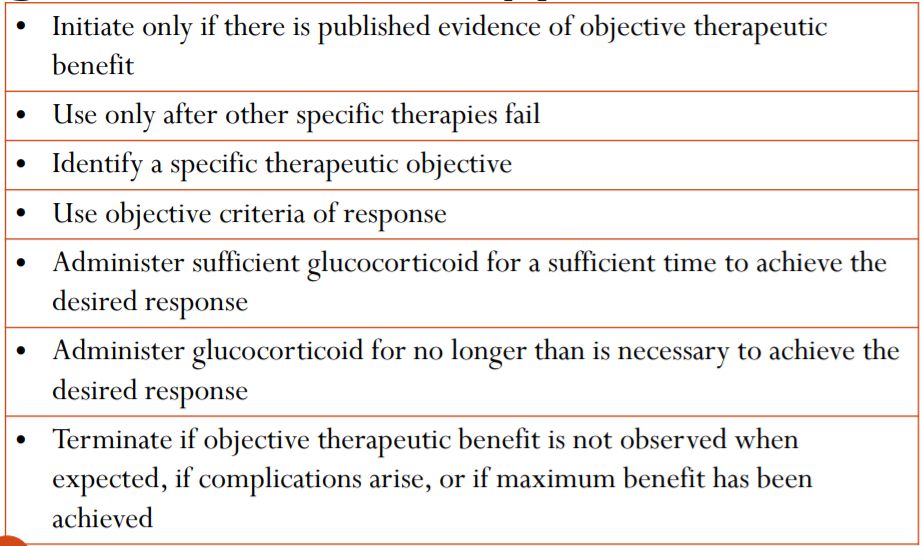 • Initiate only if there is published evidence of objective therapeutic
benefit
• Use only after other specific therapies fail
• Identify a specific therapeutic objective
• Use objective criteria of response
• Administer sufficient glucocorticoid for a sufficient time to achieve the
desired response
• Administer glucocorticoid for no longer than is necessary to achieve the
desired response
• Terminate if objective therapeutic benefit is not observed when
expected, if complications arise, or if maximum benefit has been
achieved